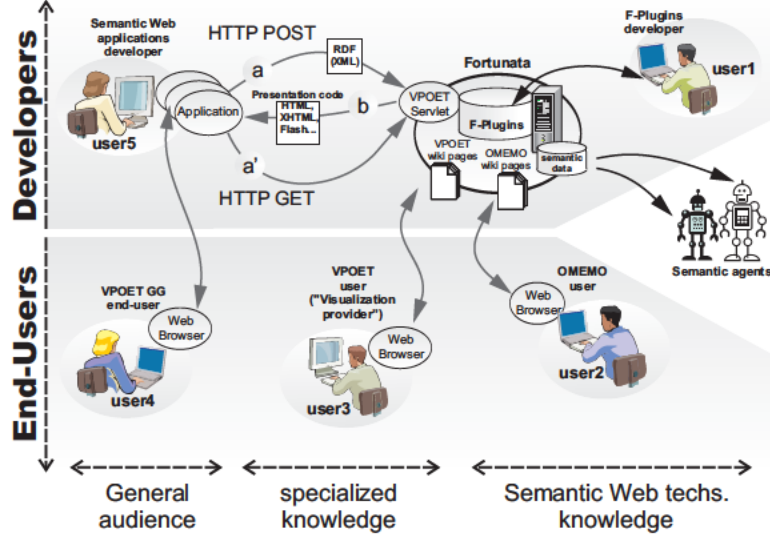 Semantic Web
applications
developer
user5
Application
HTTP POST
a
RDF
(XML)
Presentation code
HTML,
XHTML,
Flash...
b
a'
HTTP GET
Fortunata
VPOET
Servlet
F-Plugins
VPOET
wiki pages
OMEMO
wiki pages
semantic
data
F-Plugins
developer
user1
Semantic agents
Developers
End-Users
VPOET GG
end-user
Web
Browser
user4
VPOET
user
("Visualization
provider")
Web
Browser
user3
OMEMO
user
Web
Browser
user2
General
audience
specialized
knowledge
Semantic Web techs.
knowledge